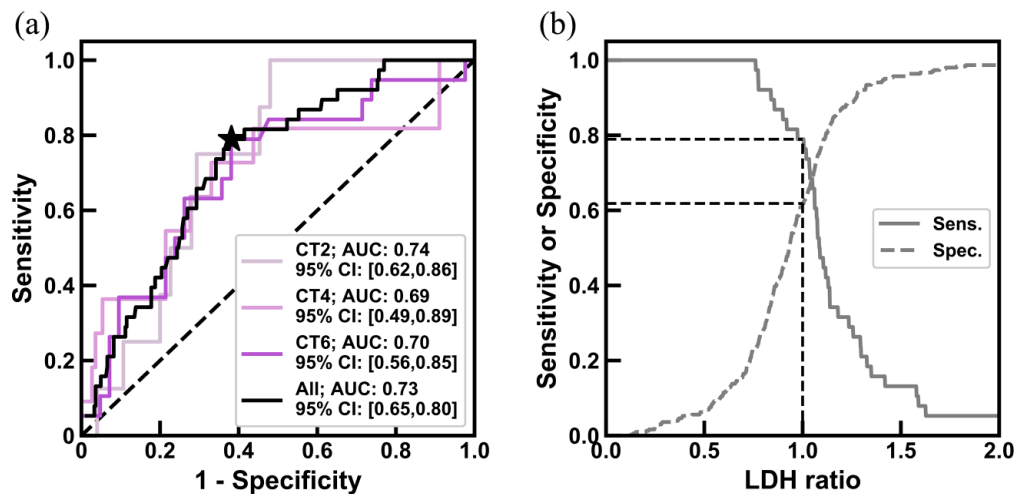 (a)
Sensitivity
1.0
0.8
0.6
0.4
0.2
0
CT2; AUC: 0.74
95% CI: [0.62,0.86]
CT4; AUC: 0.69
95% CI: [0.49,0.89]
CT6; AUC: 0.70
95% CI: [0.56,0.85]
All; AUC: 0.73
95% CI: [0.65,0.80]
0 0.2 0.4 0.6 0.8 1.0
1 - Specificity
(b)
Sensitivity or Specificity
1.0
0.8
0.6
0.4
0.2
0.0
Sens.
Spec.
0.0 0.5 1.0 1.5 2.0
LDH ratio